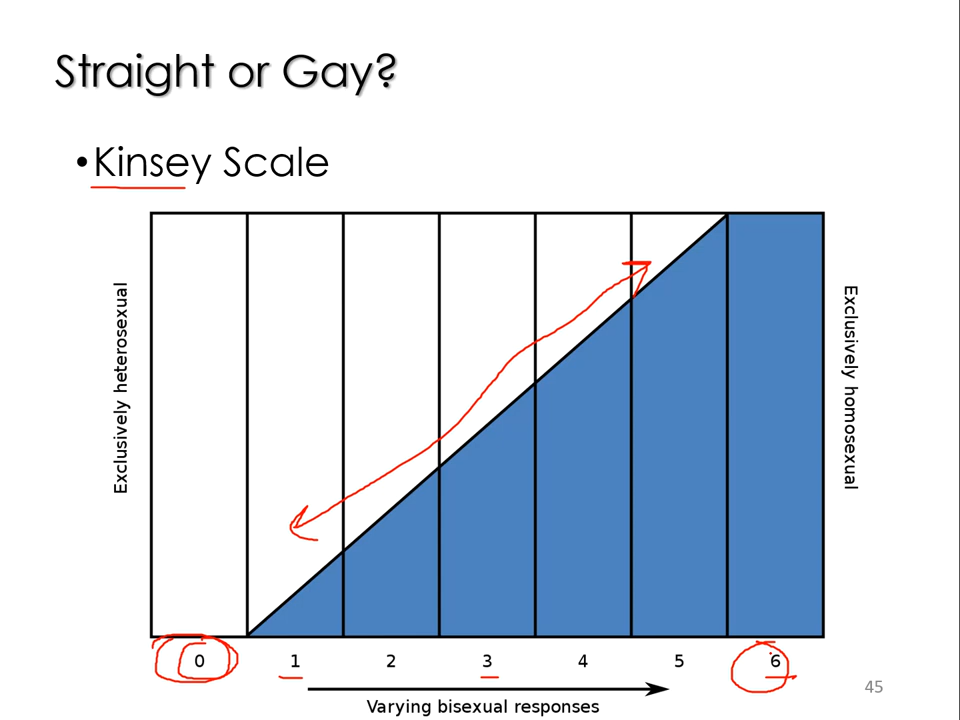 Straight or Gay?
•Kinsey Scale
Exclusively heterosexual
Exclusively homosexual
0 1 2 3 4 5 6
Varying bisexual responses
45